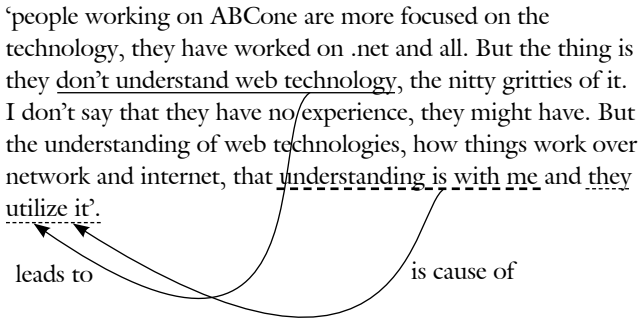 ‘people working on ABCone are more focused on the
technology, they have worked on .net and all. But the thing is
they don’t understand web technology, the nitty gritties of it.
I don’t say that they have no experience, they might have. But
the understanding of web technologies, how things work over
network and internet, that understanding is with me and they
utilize it’.
leads to
is cause of